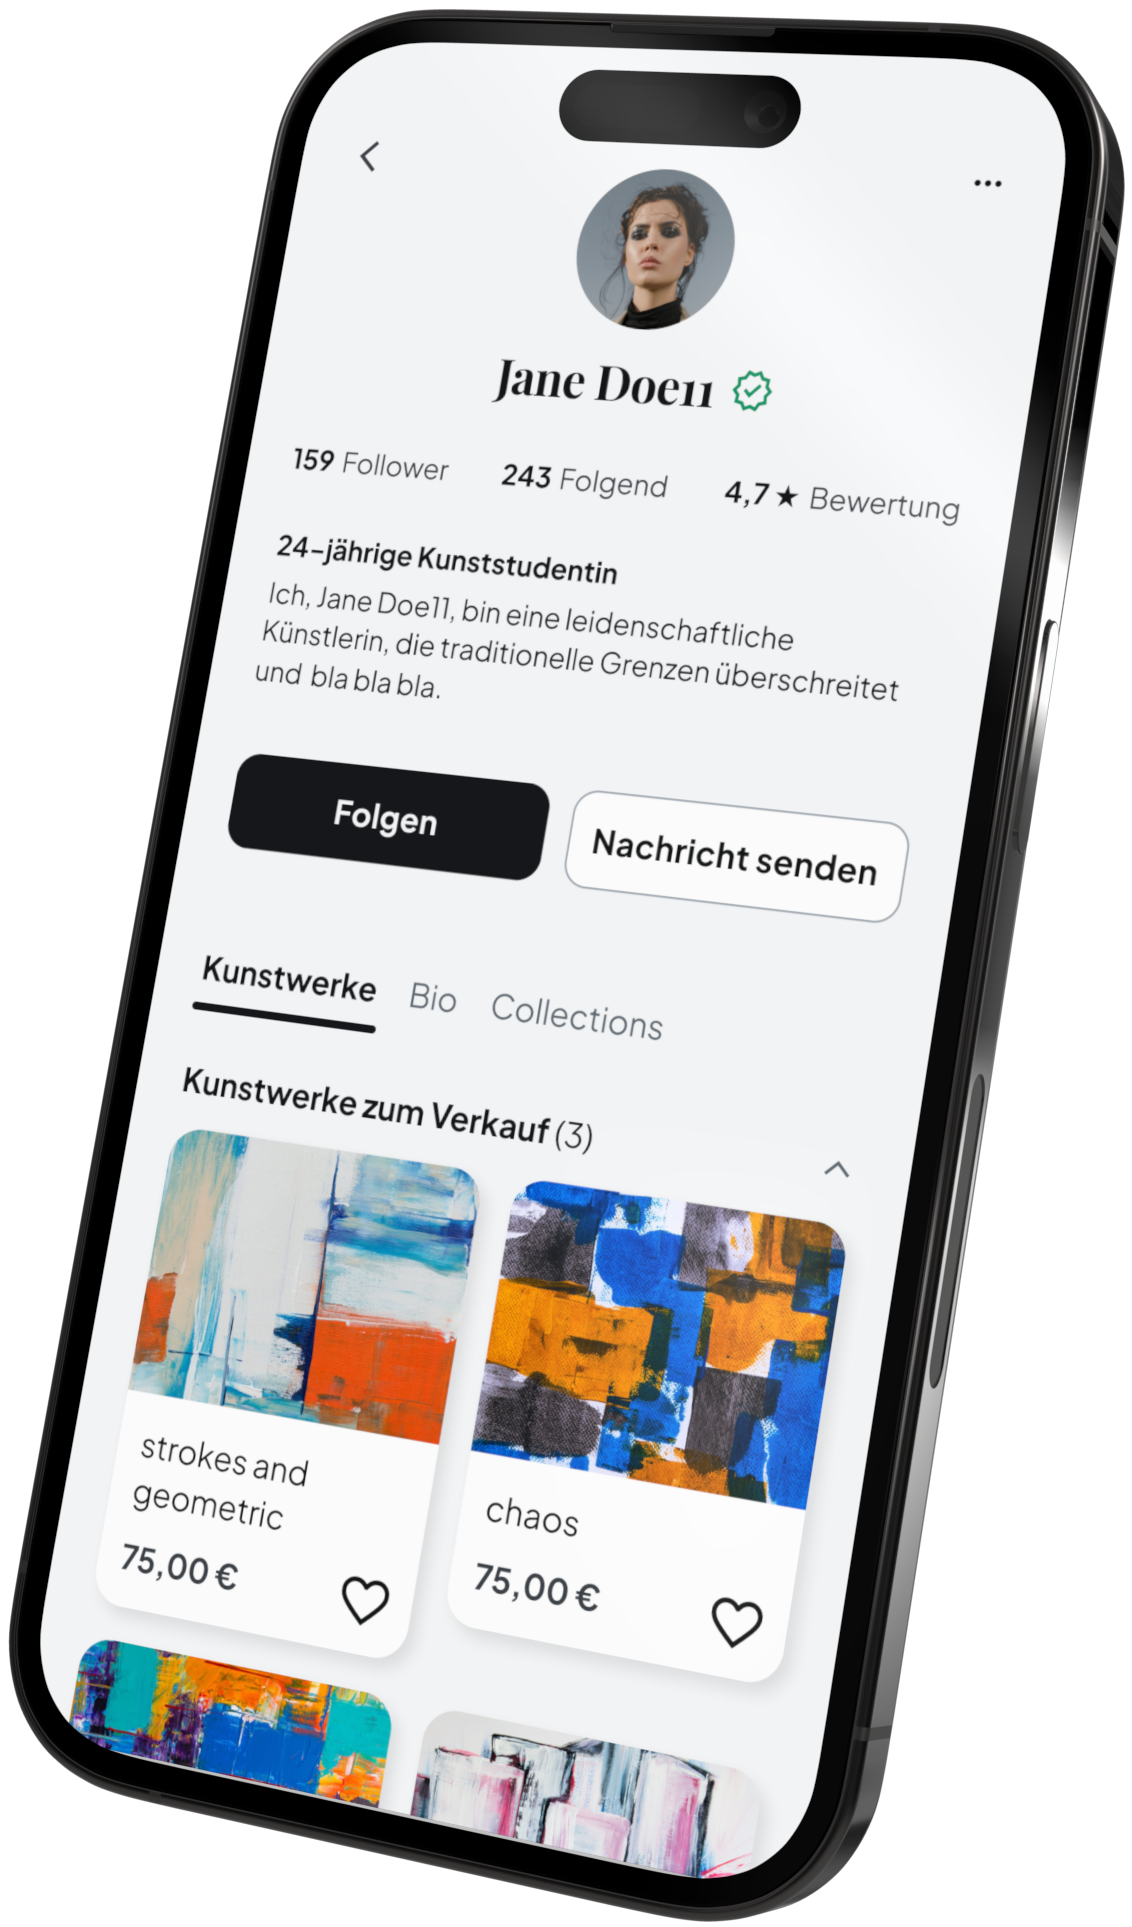 Jane Doe11
159 Follower 243 Folgend 4,7 ★ Bewertung
24-jährige Kunststudentin
Ich, Jane Doe11, bin eine leidenschaftliche
Künstlerin, die traditionelle Grenzen überschreitet
und bla bla bla.
Folgen
Nachricht senden
Kunstwerke Bio Collections
Kunstwerke zum Verkauf (3)
strokes and
geometric
75,00 €
chaos
75,00 €